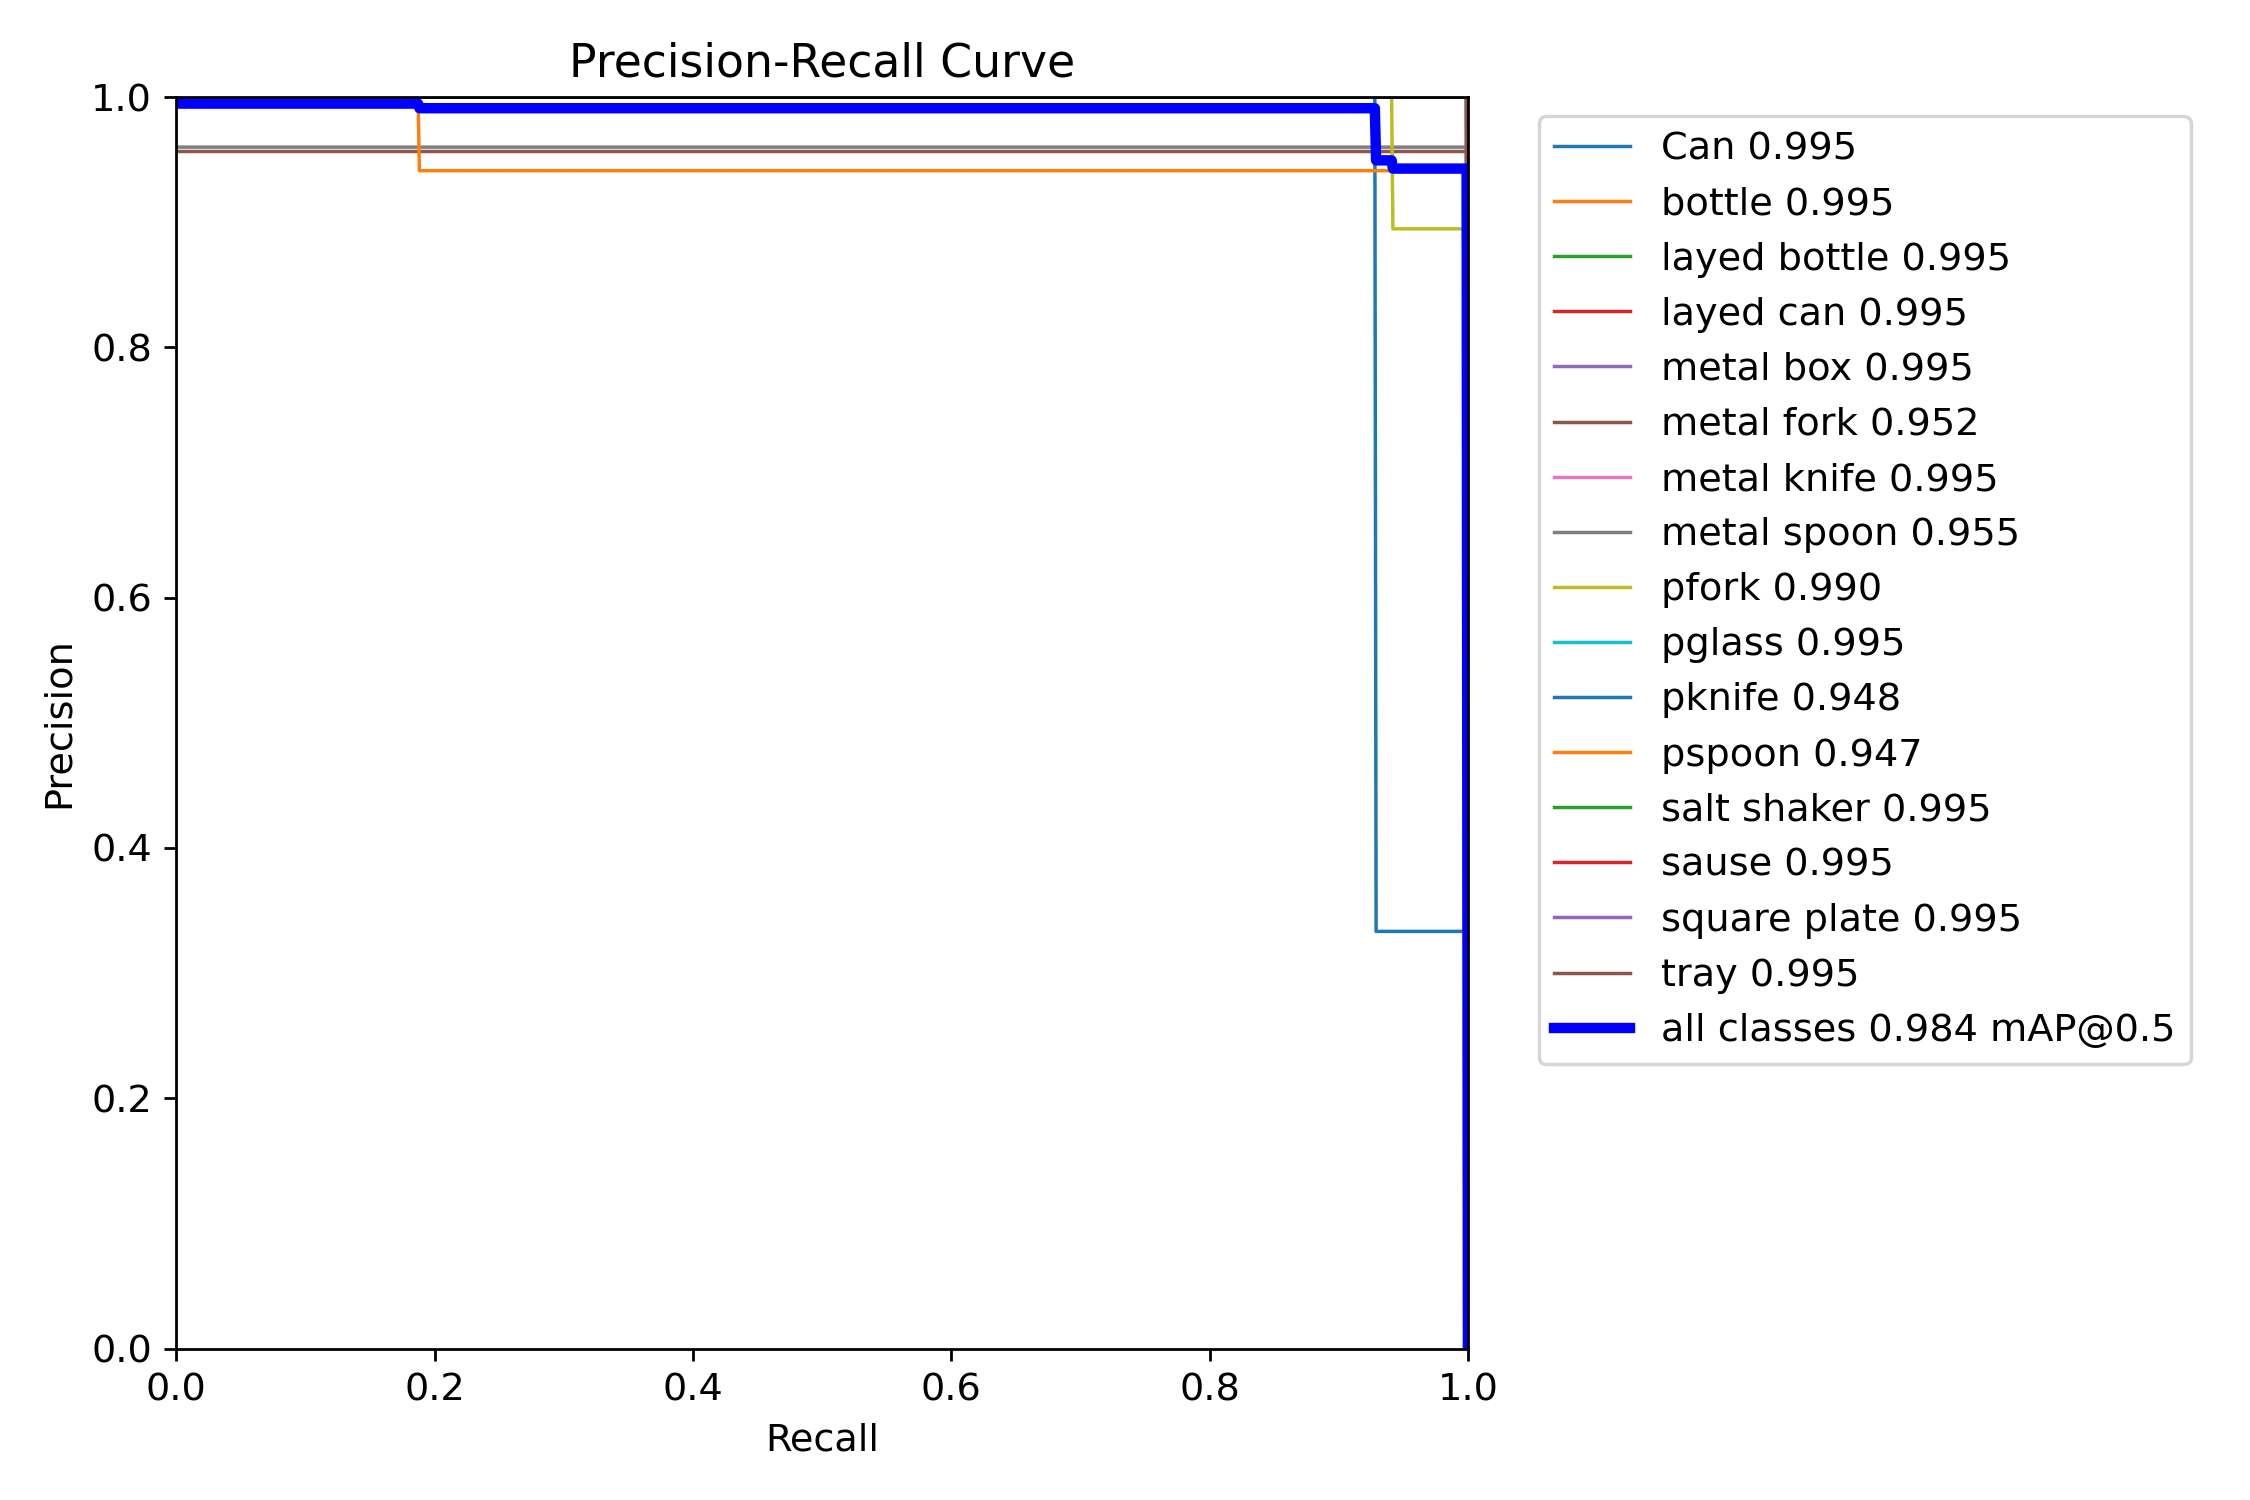 Precision-Recall Curve
1.0
0.8
0.6
0.4
0.2
0.0
Precision
0.0 0.2 0.4 0.6 0.8 1.0
Recall
Can 0.995
bottle 0.995
layed bottle 0.995
layed can 0.995
metal box 0.995
metal fork 0.952
metal knife 0.995
metal spoon 0.955
pfork 0.990
pglass 0.995
pknife 0.948
pspoon 0.947
salt shaker 0.995
sause 0.995
square plate 0.995
tray 0.995
all classes 0.984 mAP@0.5